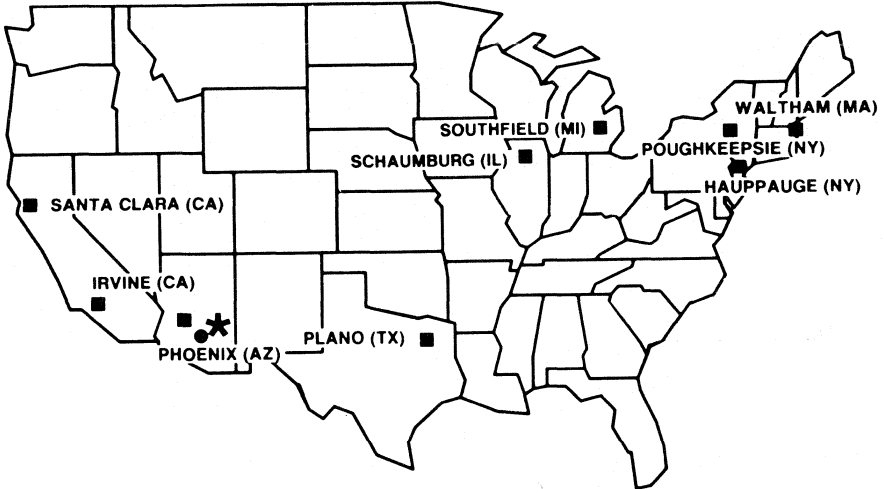 WALTHAM (MA)
SOUTHFIELD (MI)
POUGHKEEPSIE (NY)
SCHAUMBURG (IL)
HAUPPAUGE (NY)
SANTA CLARA (CA)
IRVINE (CA)
PLANO (TX)
PHOENIX (AZ)